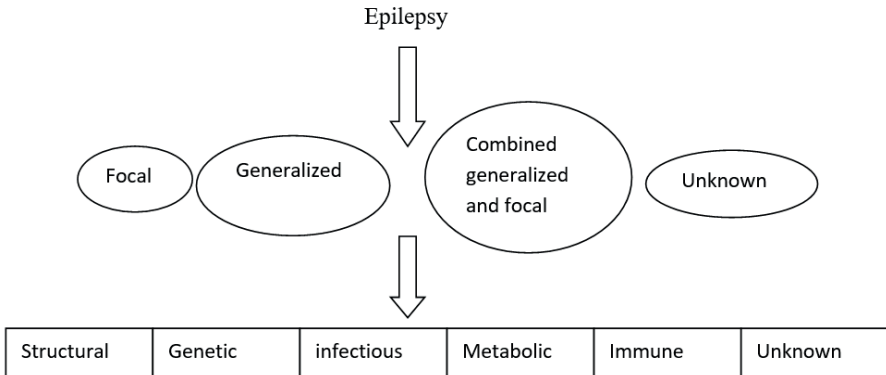 Epilepsy
Focal
Generalized
Combined
generalized
and focal
Unknown
Structural
Genetic
infectious
Metabolic
Immune
Unknown